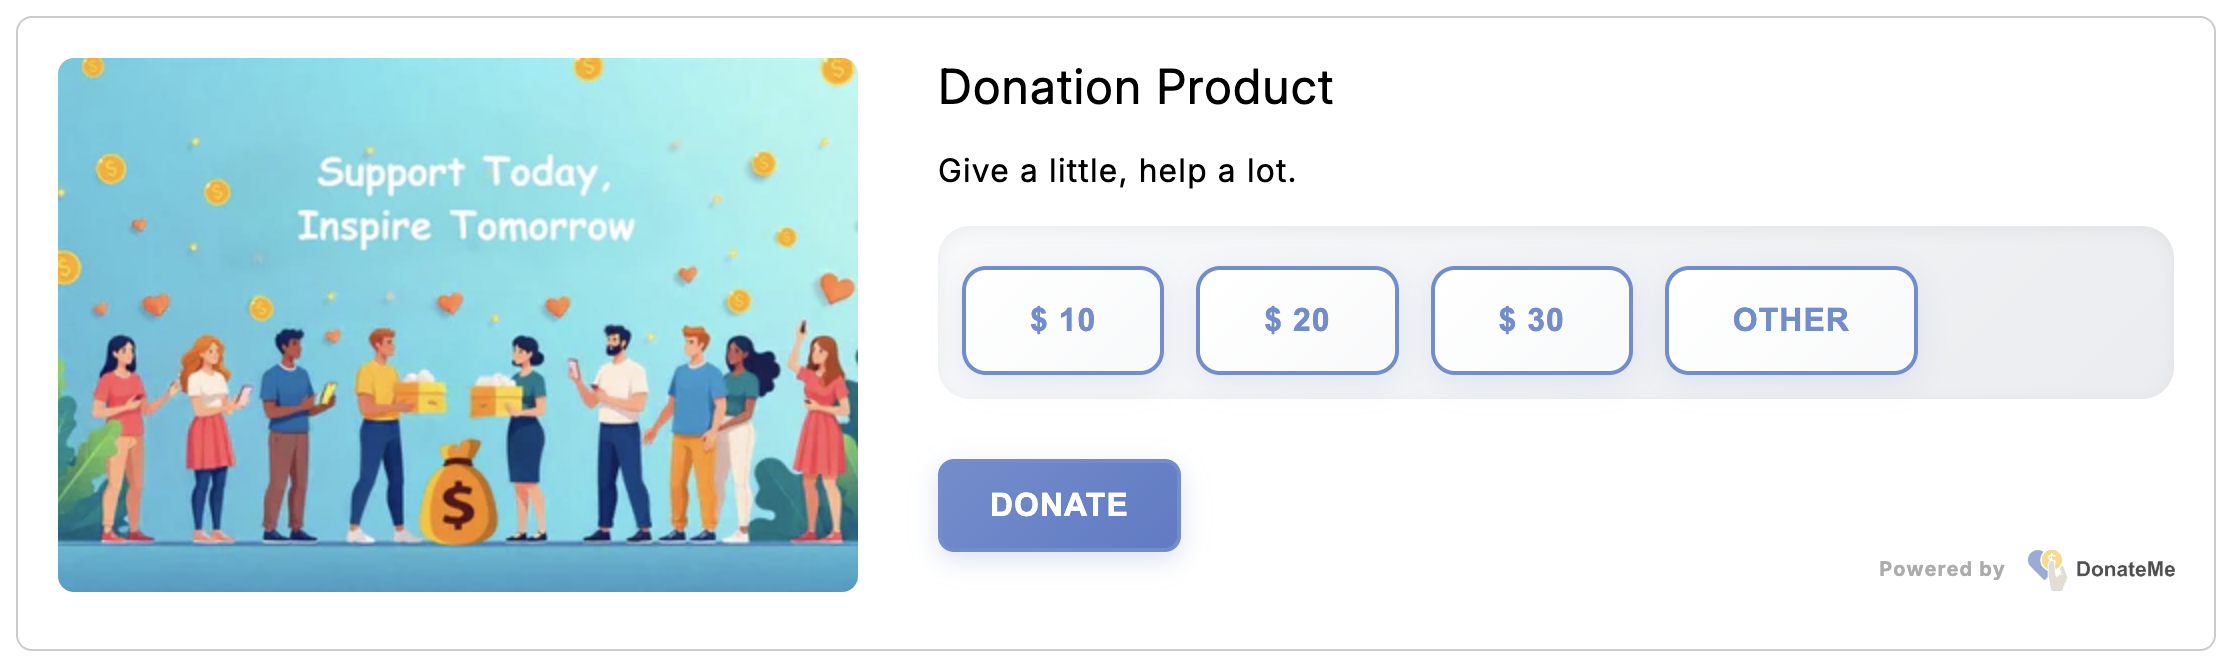 Support Today,
Inspire Tomorrow
Donation Product
Give a little, help a lot.
$ 10
$ 20
$ 30
OTHER
DONATE
Powered by DonateMe
$